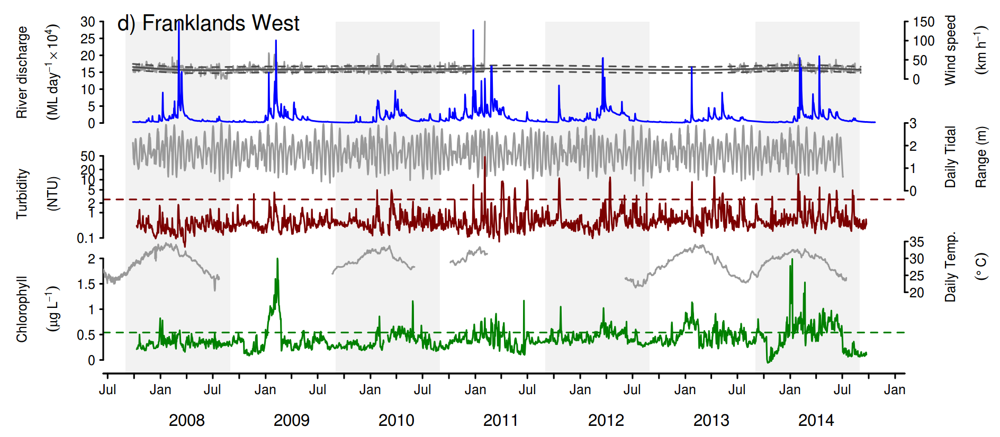 d) Franklands West
River discharge
(ML day⁻¹ × 10⁴)
30
25
20
15
10
5
0
Wind speed
(km h⁻¹)
150
100
50
0
Daily Tidal
Range (m)
3
2
1
0
Turbidity
(NTU)
50
20
10
5
2
1
0.1
Daily Temp.
(° C)
35
30
25
20
Chlorophyll
(µg L⁻¹)
2
1.5
1
0.5
0
Jul Jan Jul Jan Jul Jan Jul Jan Jul Jan Jul Jan Jul Jan Jul Jan
2008 2009 2010 2011 2012 2013 2014